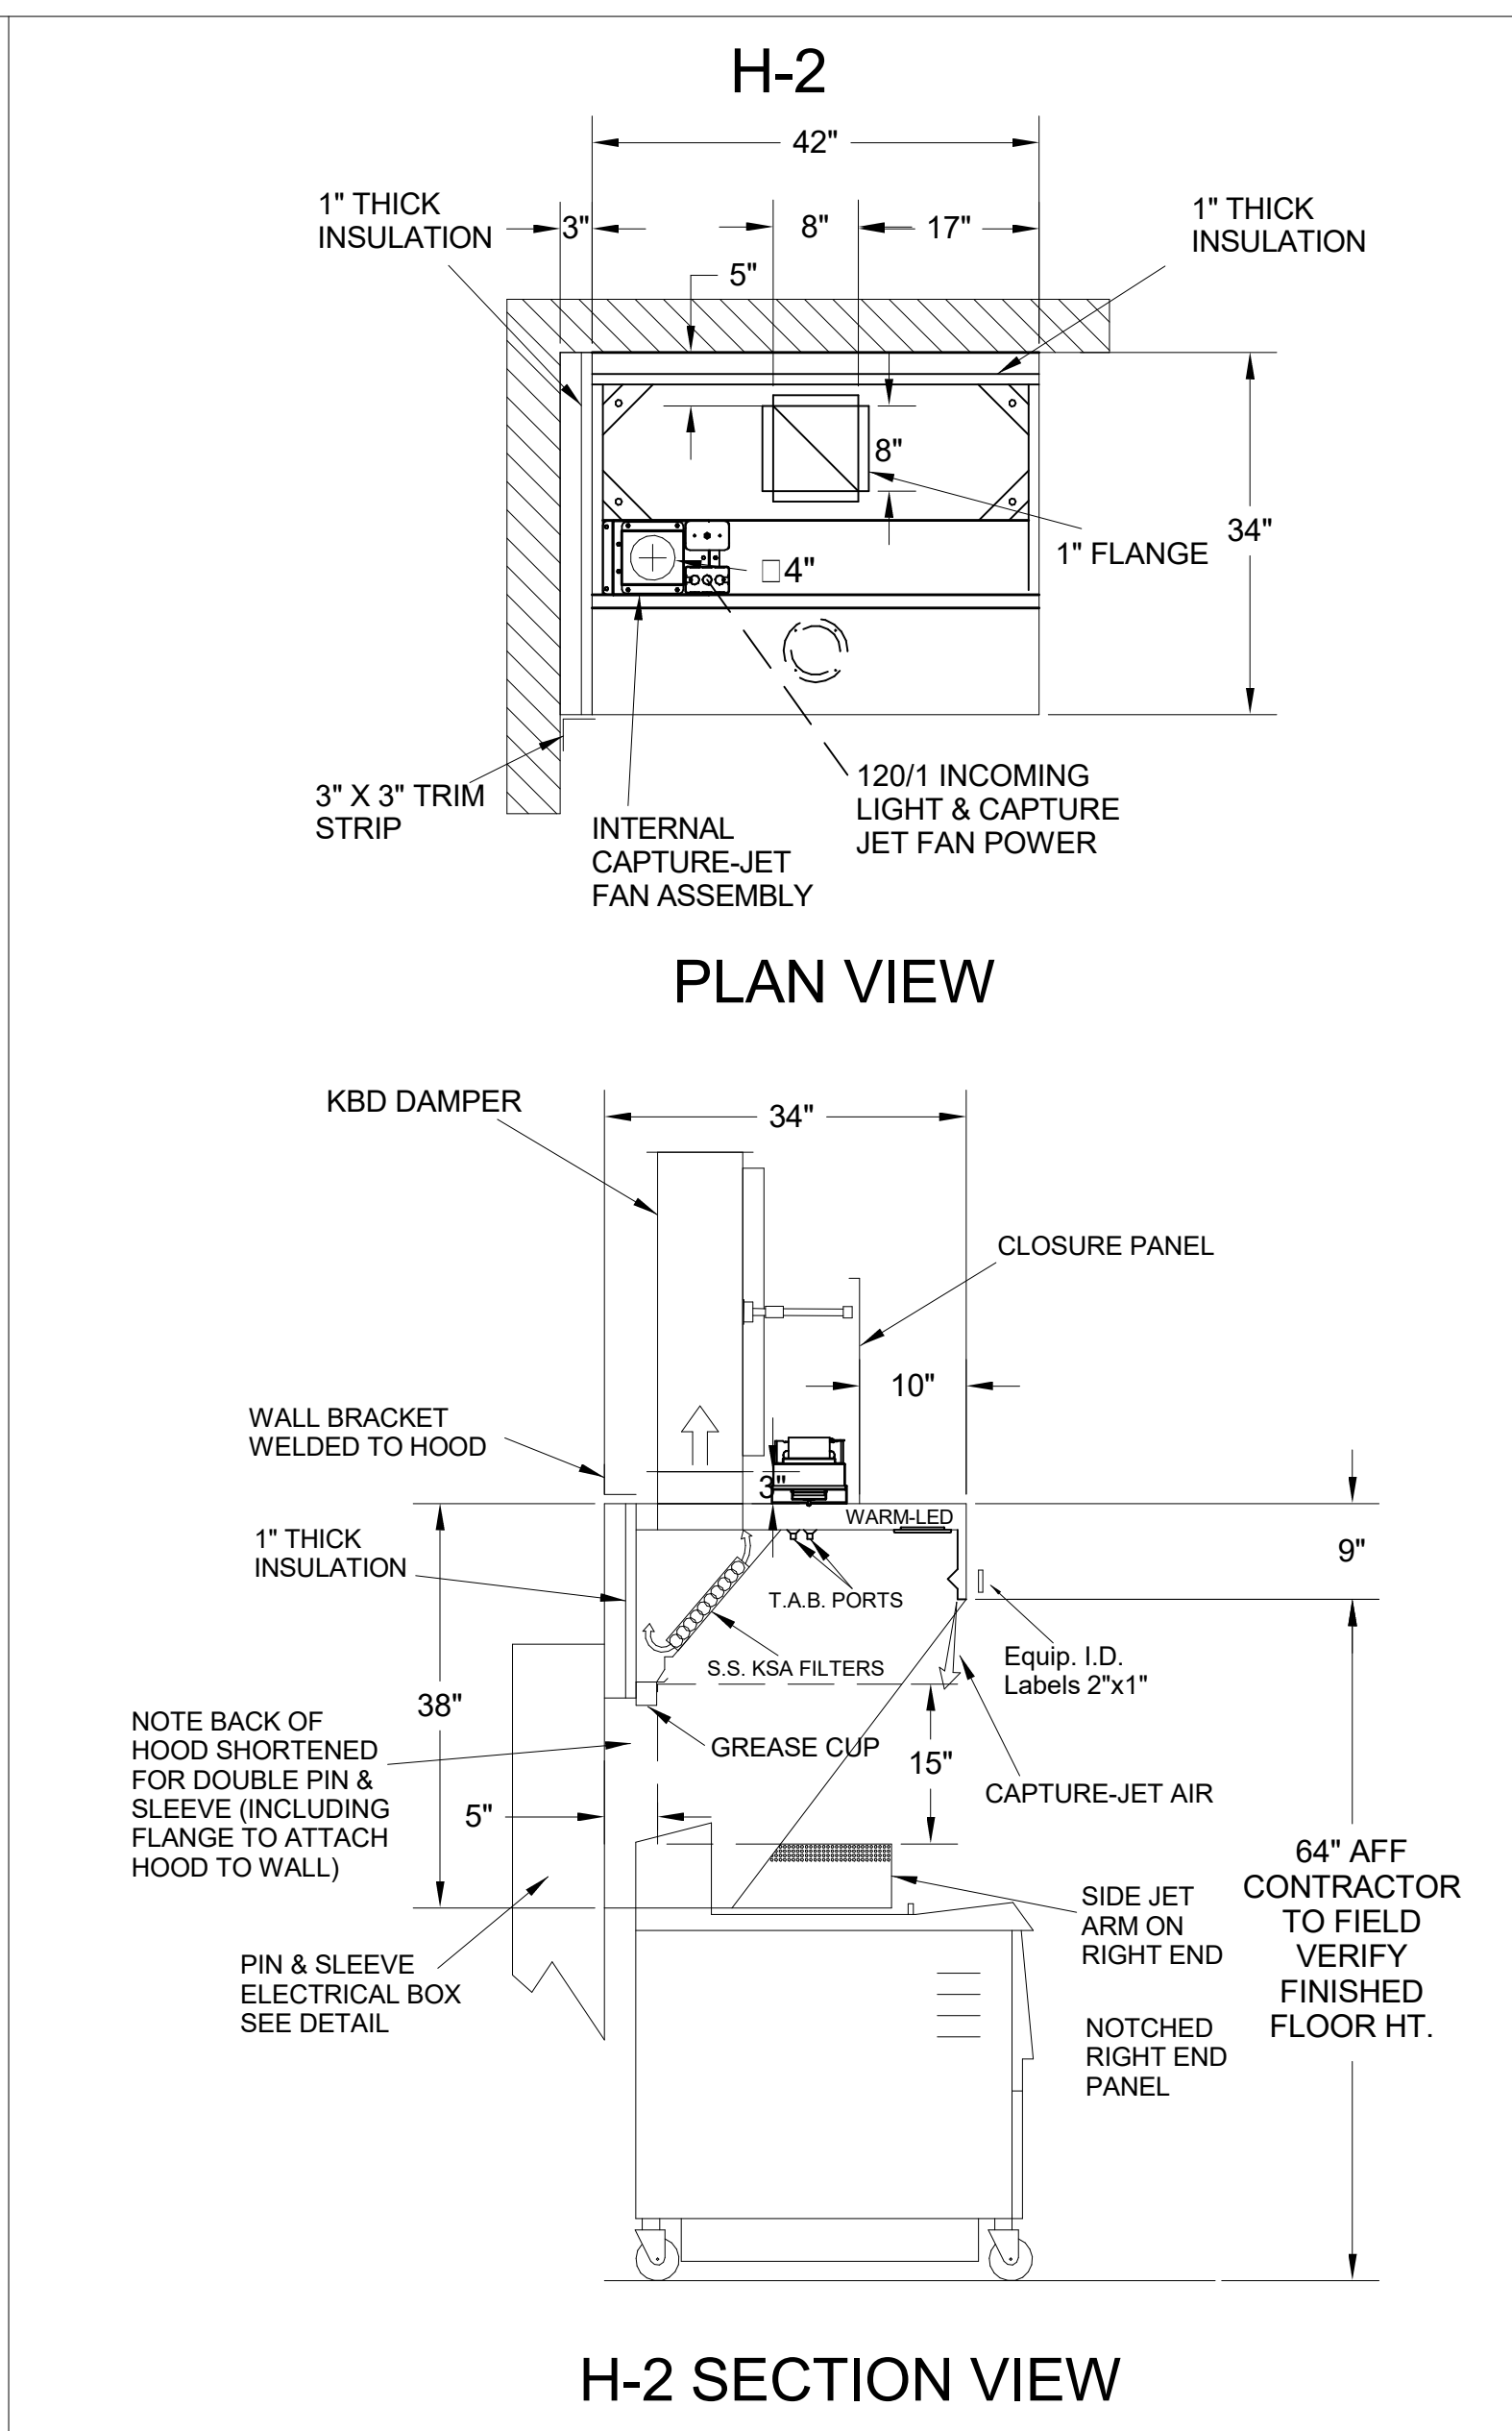 H-2
42"
1" THICK
INSULATION
3"
8"
17"
1" THICK
INSULATION
5"
8"
34"
1" FLANGE
□4"
3" X 3" TRIM
STRIP
INTERNAL
CAPTURE-JET
FAN ASSEMBLY
120/1 INCOMING
LIGHT & CAPTURE
JET FAN POWER
PLAN VIEW
KBD DAMPER
34"
CLOSURE PANEL
10"
WALL BRACKET
WELDED TO HOOD
3"
WARM-LED
1" THICK
INSULATION
9"
T.A.B. PORTS
S.S. KSA FILTERS
Equip. I.D.
Labels 2"x1"
38"
NOTE BACK OF
HOOD SHORTENED
FOR DOUBLE PIN &
SLEEVE (INCLUDING
FLANGE TO ATTACH
HOOD TO WALL)
GREASE CUP
15"
CAPTURE-JET AIR
5"
64" AFF
CONTRACTOR
TO FIELD
VERIFY
FINISHED
FLOOR HT.
SIDE JET
ARM ON
RIGHT END
PIN & SLEEVE
ELECTRICAL BOX
SEE DETAIL
NOTCHED
RIGHT END
PANEL
H-2 SECTION VIEW